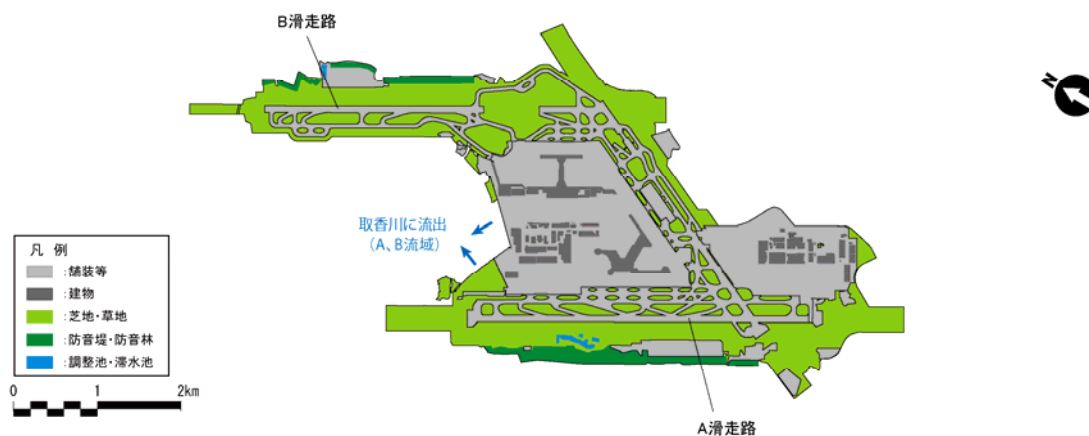 B滑走路
N
取香川に流出
(A、B流域)
凡 例
:舗装等
:建物
:芝地・草地
:防音堤・防音林
:調整池・滞水池
0 1 2km
A滑走路